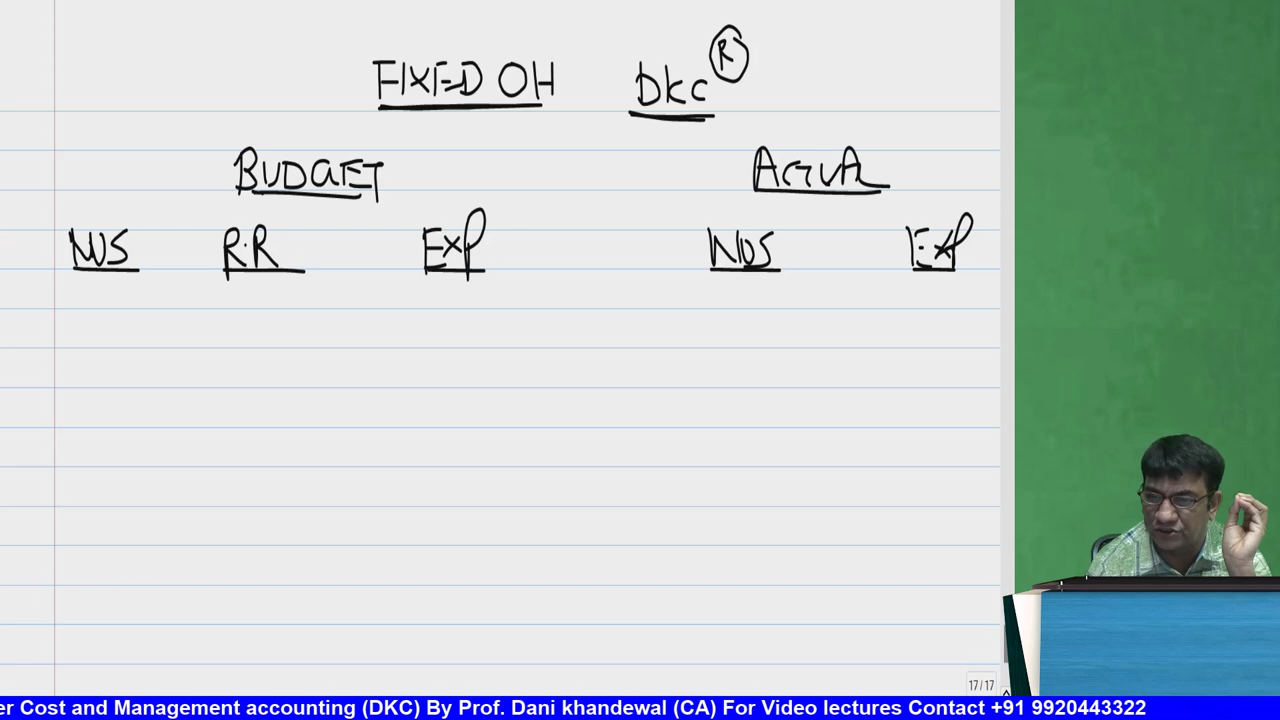 FIXED OH DKC ®
BUDGET ACTUAL
NOS R.R EXP NOS EXP
17/17
er Cost and Management accounting (DKC) By Prof. Dani khandewal (CA) For Video lectures Contact +91 9920443322